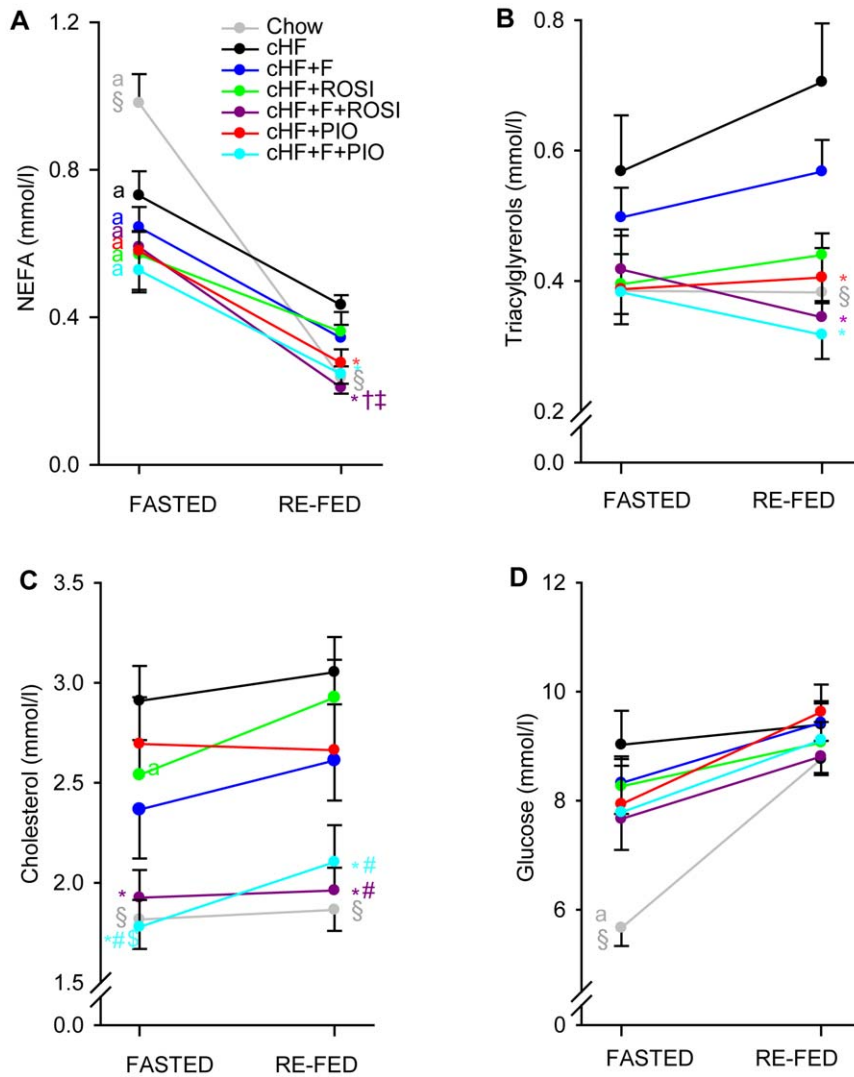 A
NEFA (mmol/l)
1.2
0.8
0.4
0.0
Chow
cHF
cHF+F
cHF+ROSI
cHF+F+ROSI
cHF+PIO
cHF+F+PIO
a
§
a
a
a
a
a
a
*
*
§
*†‡
FASTED RE-FED
B
Triacylglyrerols (mmol/l)
0.8
0.6
0.4
0.2
0.0
*
§
*
*
FASTED RE-FED
C
Cholesterol (mmol/l)
3.5
3.0
2.5
2.0
1.5
0.0
a
*
§
*#$
*#
*#
§
FASTED RE-FED
D
Glucose (mmol/l)
12
10
8
6
0
a
§
FASTED RE-FED